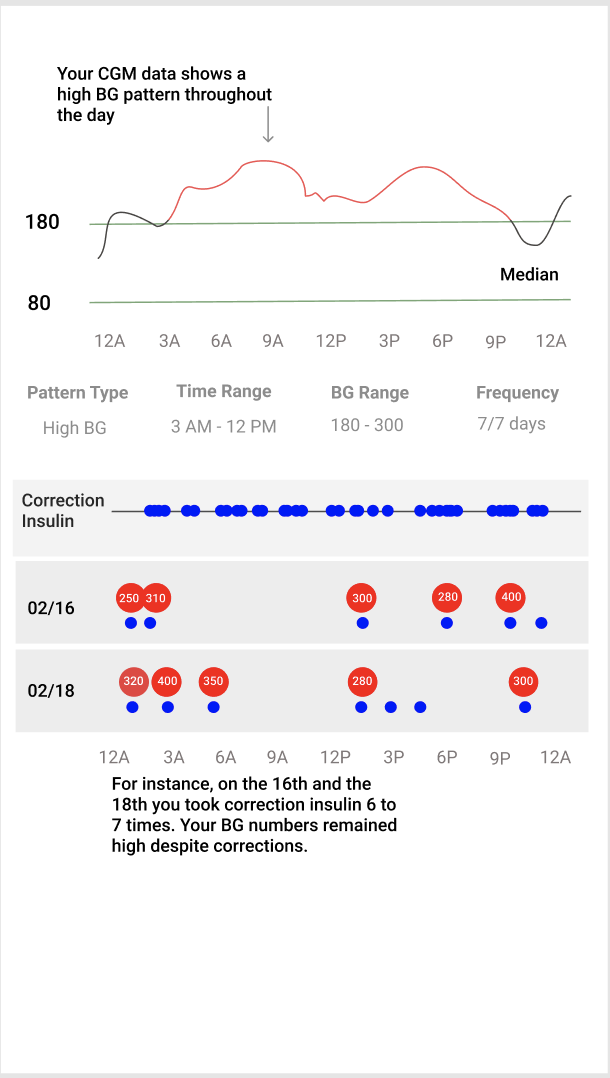 Your CGM data shows a
high BG pattern throughout
the day
180
Median
80
12A 3A 6A 9A 12P 3P 6P 9P 12A
Pattern Type Time Range BG Range Frequency
High BG 3 AM - 12 PM 180 - 300 7/7 days
Correction
Insulin
02/16 250 310 300 280 400
02/18 320 400 350 280 300
12A 3A 6A 9A 12P 3P 6P 9P 12A
For instance, on the 16th and the
18th you took correction insulin 6 to
7 times. Your BG numbers remained
high despite corrections.